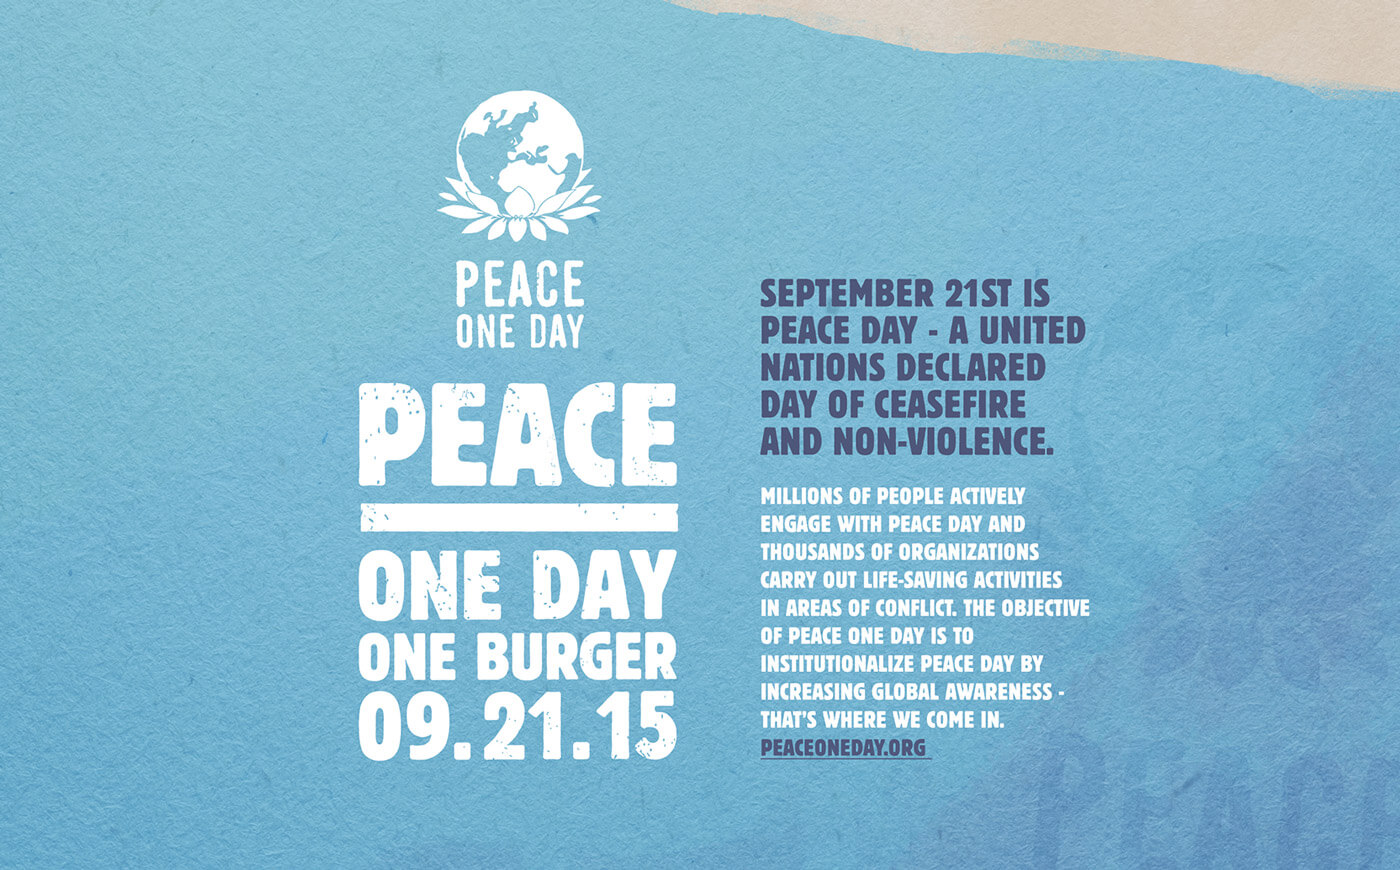 PEACE
ONE DAY
PEACE
ONE DAY
ONE BURGER
09.21.15
SEPTEMBER 21ST IS
PEACE DAY - A UNITED
NATIONS DECLARED
DAY OF CEASEFIRE
AND NON-VIOLENCE.
MILLIONS OF PEOPLE ACTIVELY
ENGAGE WITH PEACE DAY AND
THOUSANDS OF ORGANIZATIONS
CARRY OUT LIFE-SAVING ACTIVITIES
IN AREAS OF CONFLICT. THE OBJECTIVE
OF PEACE ONE DAY IS TO
INSTITUTIONALIZE PEACE DAY BY
INCREASING GLOBAL AWARENESS -
THAT'S WHERE WE COME IN.
PEACEONEDAY.ORG